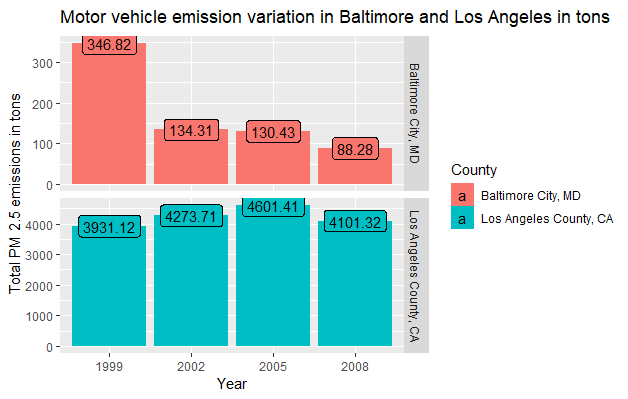 Motor vehicle emission variation in Baltimore and Los Angeles in tons
Total PM 2.5 emissions in tons
300
200
100
0
346.82
134.31
130.43
88.28
Baltimore City, MD
4000
3000
2000
1000
0
3931.12
4273.71
4601.41
4101.32
Los Angeles County, CA
1999
2002
2005
2008
Year
County
a Baltimore City, MD
a Los Angeles County, CA